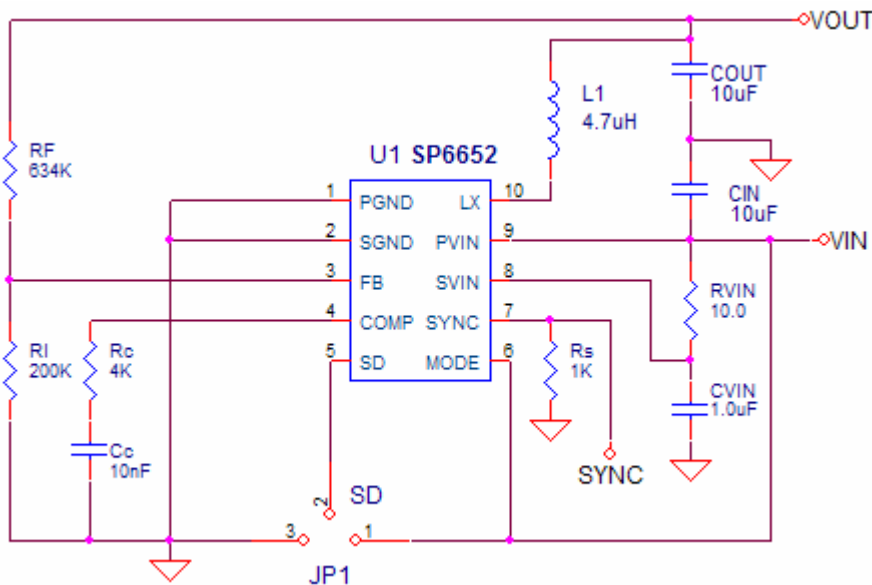 VOUT
COUT
10uF
L1
4.7uH
RF
634K
U1 SP6652
1
PGND
LX
10
CIN
10uF
2
SGND
PVIN
9
VIN
3
FB
SVIN
8
RVIN
10.0
4
COMP
SYNC
7
RI
200K
Rc
4K
5
SD
MODE
6
Rs
1K
CVIN
1.0uF
Cc
10nF
SYNC
2
SD
3
1
JP1